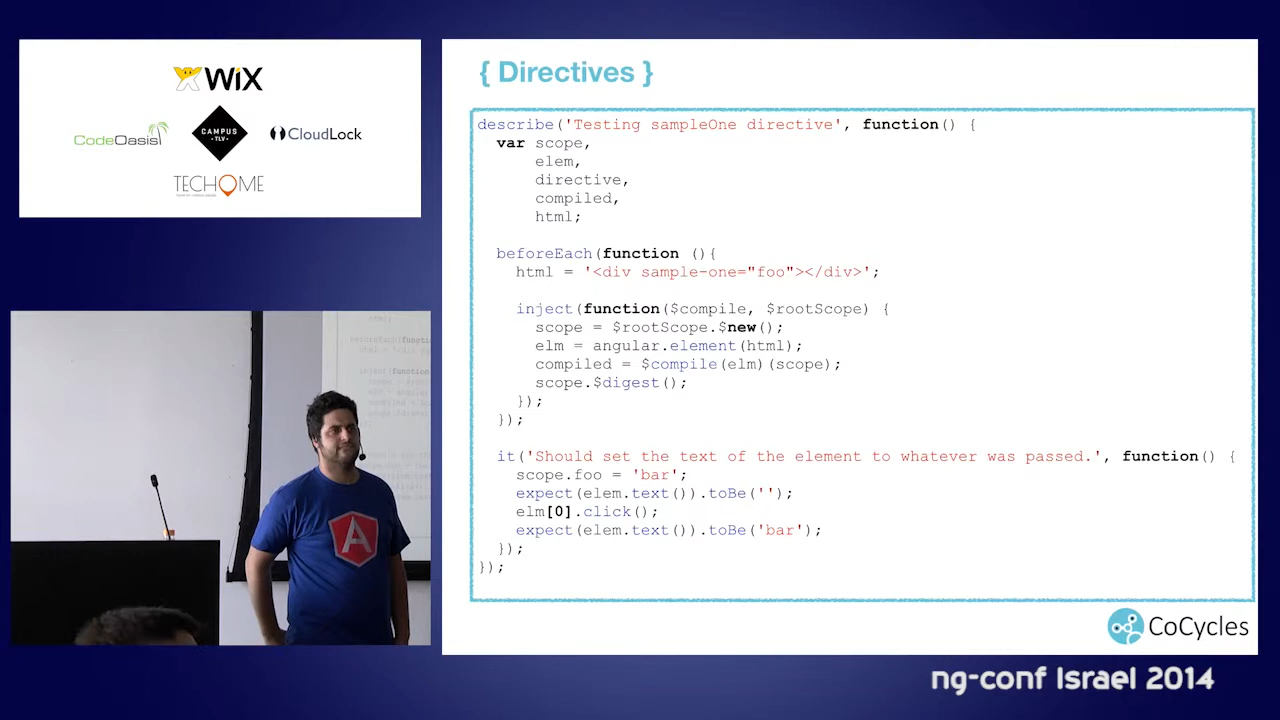 WiX
CodeOasis
CAMPUS
TLV
CloudLock
TECHOME
{ Directives }
describe('Testing sampleOne directive', function() {
var scope,
elem,
directive,
compiled,
html;
beforeEach(function (){
html = '<div sample-one="foo"></div>';
inject(function($compile, $rootScope) {
scope = $rootScope.$new();
elm = angular.element(html);
compiled = $compile(elm)(scope);
scope.$digest();
});
});
it('Should set the text of the element to whatever was passed.', function() {
scope.foo = 'bar';
expect(elem.text()).toBe('');
elm[0].click();
expect(elem.text()).toBe('bar');
});
});
CoCycles
ng-conf Israel 2014